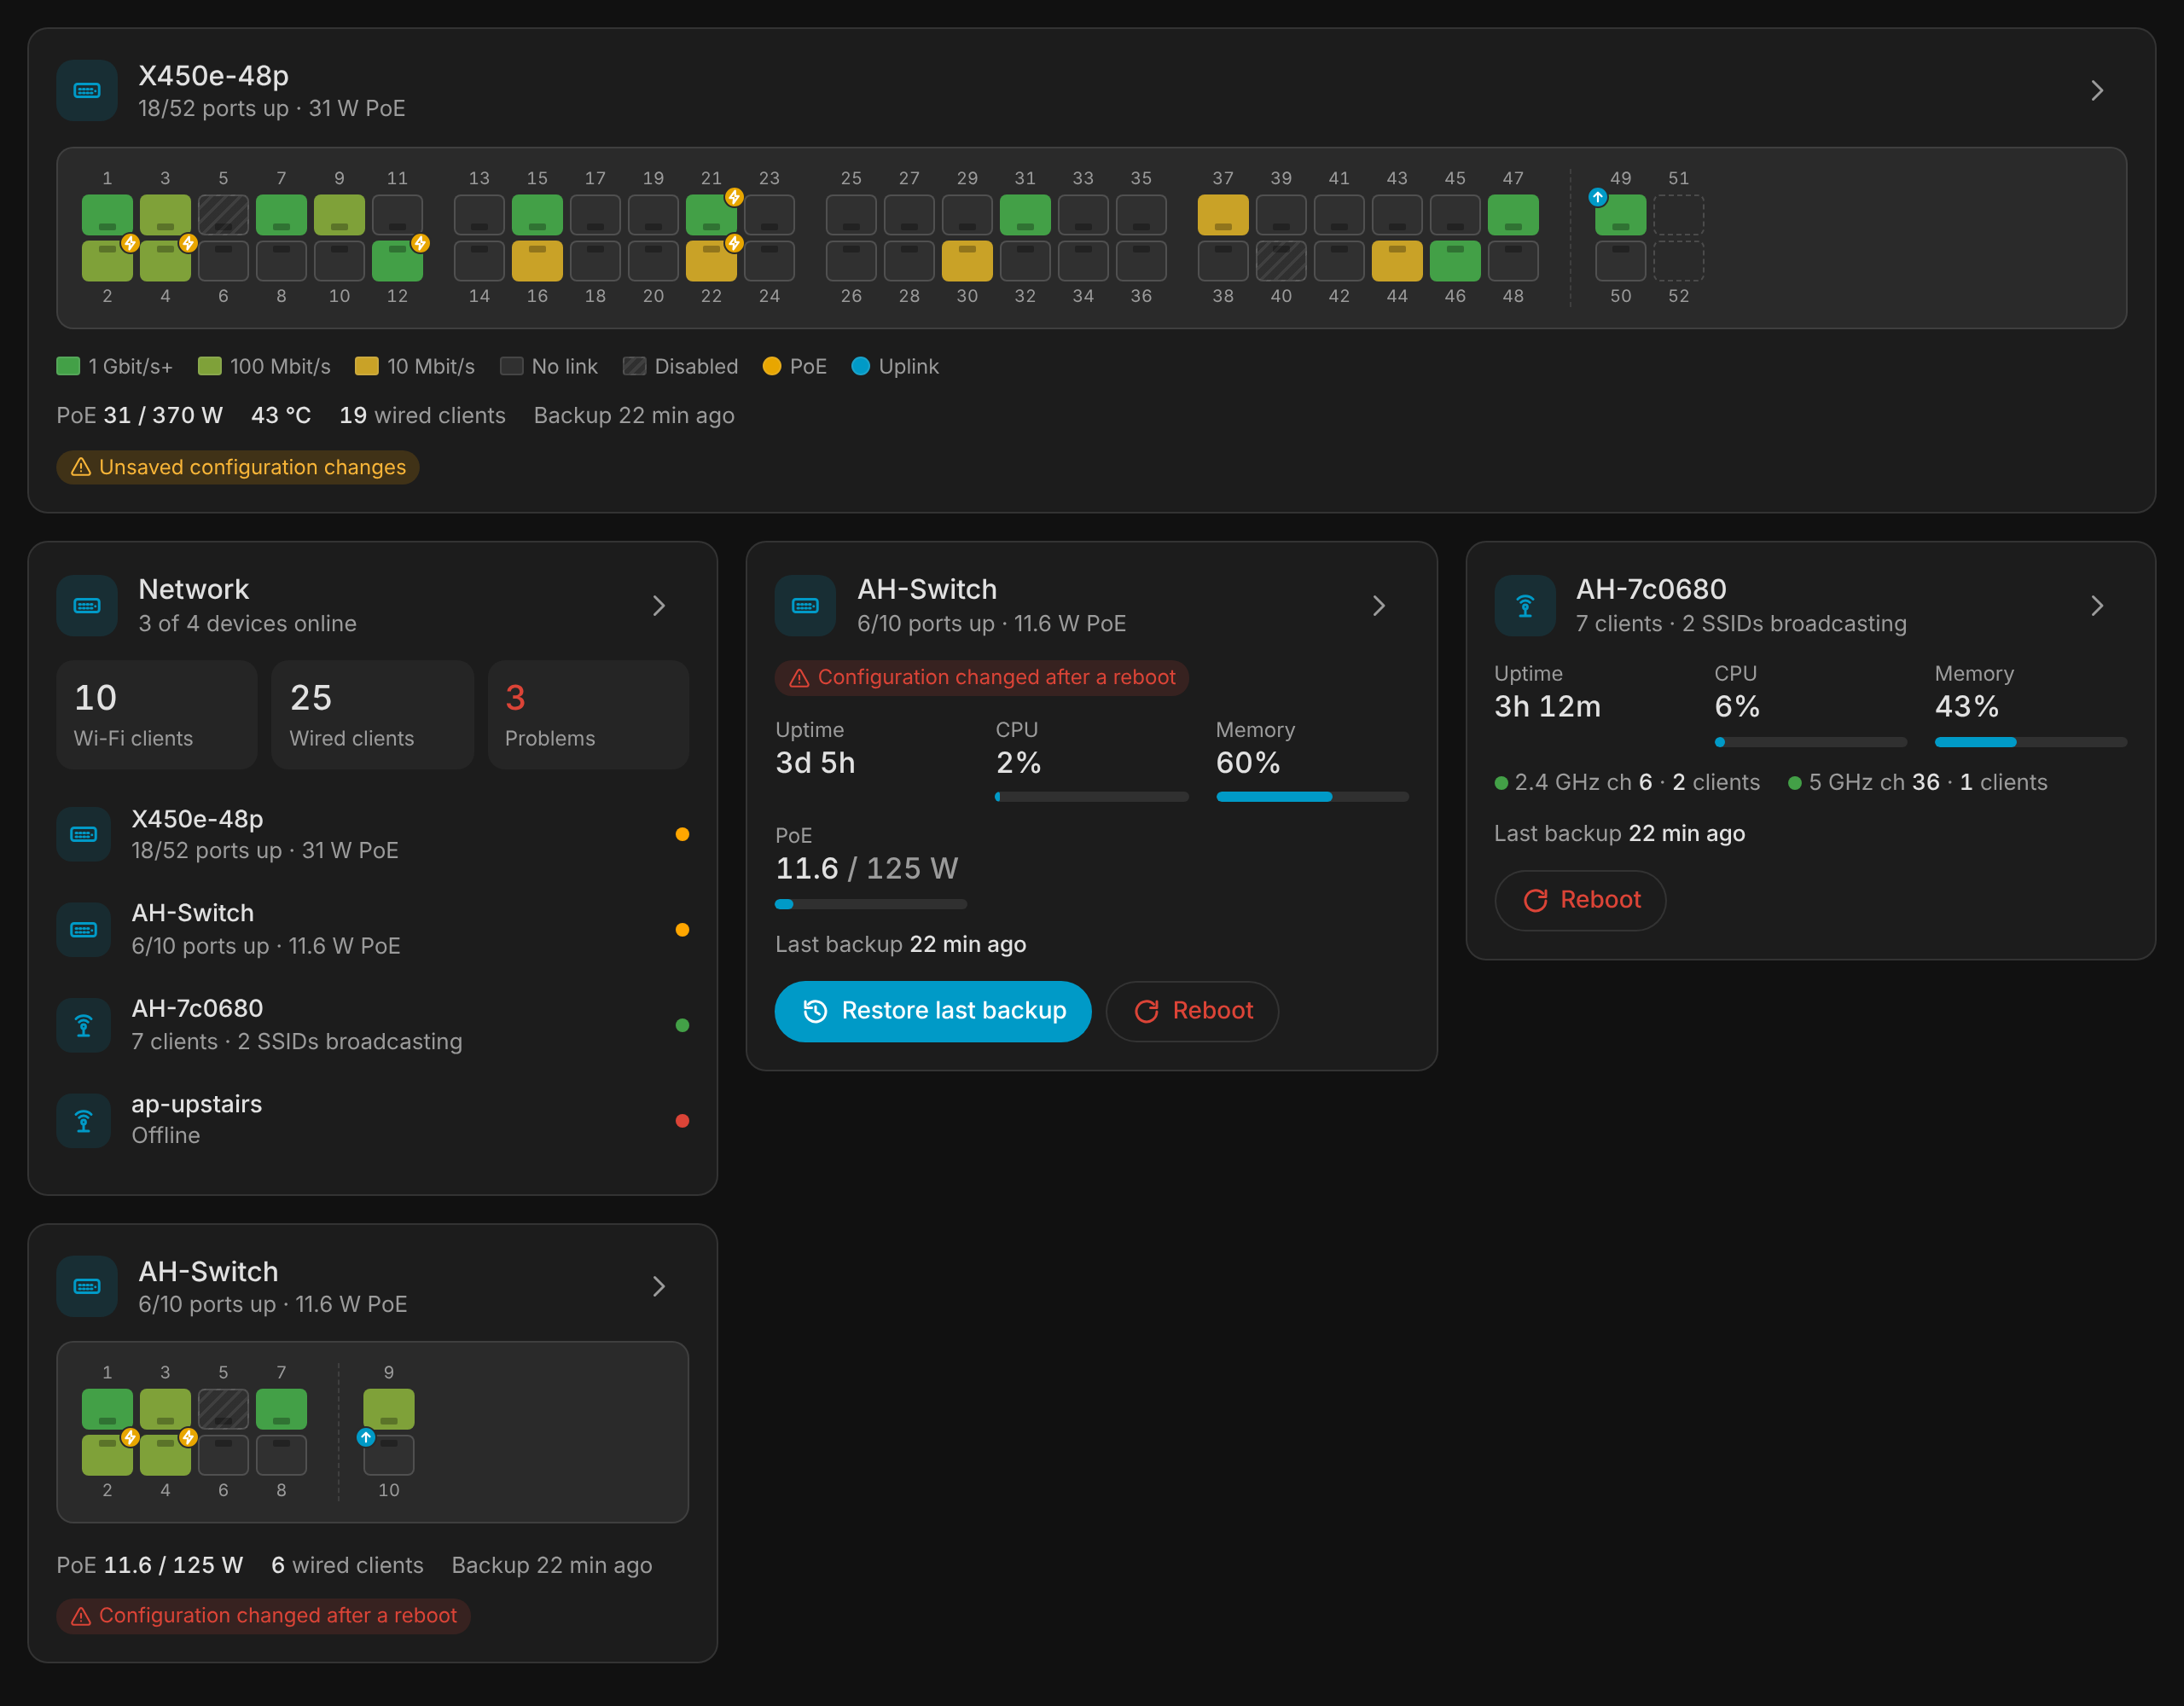 X450e-48p
18/52 ports up · 31 W PoE
1 3 5 7 9 11 13 15 17 19 21 23 25 27 29 31 33 35 37 39 41 43 45 47 49 51
2 4 6 8 10 12 14 16 18 20 22 24 26 28 30 32 34 36 38 40 42 44 46 48 50 52
1 Gbit/s+ 100 Mbit/s 10 Mbit/s No link Disabled PoE Uplink
PoE 31 / 370 W 43 °C 19 wired clients Backup 22 min ago
Unsaved configuration changes
Network
3 of 4 devices online
10 25 3
Wi-Fi clients Wired clients Problems
X450e-48p
18/52 ports up · 31 W PoE
AH-Switch
6/10 ports up · 11.6 W PoE
AH-7c0680
7 clients · 2 SSIDs broadcasting
ap-upstairs
Offline
AH-Switch
6/10 ports up · 11.6 W PoE
Configuration changed after a reboot
Uptime CPU Memory
3d 5h 2% 60%
PoE
11.6 / 125 W
Last backup 22 min ago
Restore last backup Reboot
AH-7c0680
7 clients · 2 SSIDs broadcasting
Uptime CPU Memory
3h 12m 6% 43%
2.4 GHz ch 6 · 2 clients 5 GHz ch 36 · 1 clients
Last backup 22 min ago
Reboot
AH-Switch
6/10 ports up · 11.6 W PoE
1 3 5 7 9
2 4 6 8 10
PoE 11.6 / 125 W 6 wired clients Backup 22 min ago
Configuration changed after a reboot